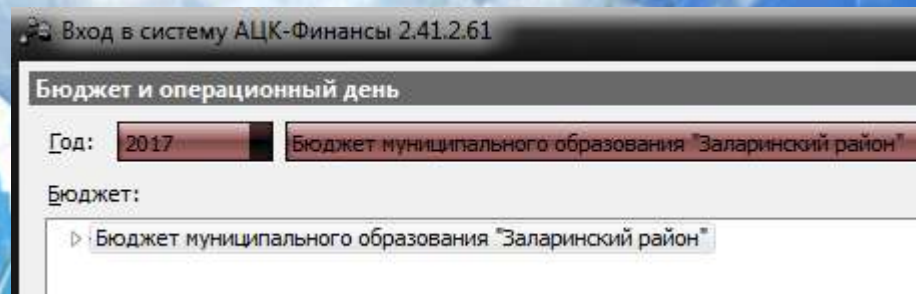 Вход в систему АЦК-Финансы 2.41.2.61
Бюджет и операционный день
Год: 2017 Бюджет муниципального образования "Заларинский район"
Бюджет:
Бюджет муниципального образования "Заларинский район"